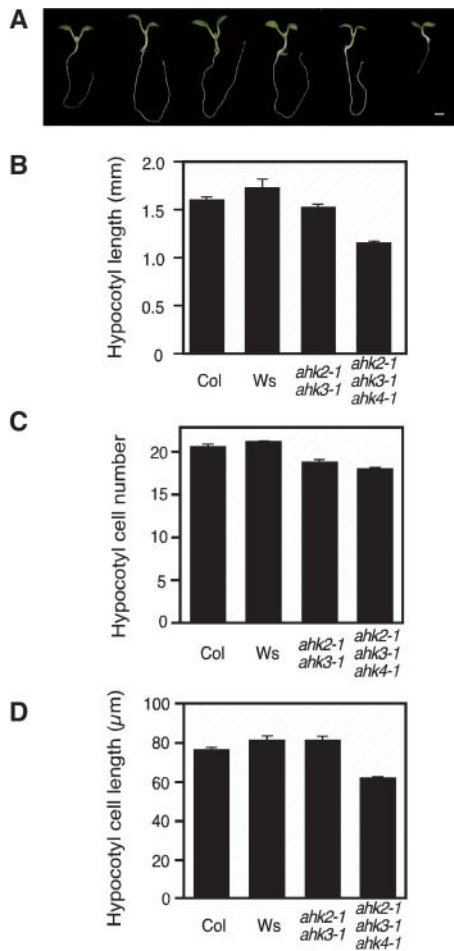 A
B
Hypocotyl length (mm)
2.0
1.5
1.0
0.5
0
Col
Ws
ahk2-1
ahk3-1
ahk2-1
ahk3-1
ahk4-1
C
Hypocotyl cell number
20
15
10
5
0
Col
Ws
ahk2-1
ahk3-1
ahk2-1
ahk3-1
ahk4-1
D
Hypocotyl cell length (µm)
100
80
60
40
20
0
Col
Ws
ahk2-1
ahk3-1
ahk2-1
ahk3-1
ahk4-1